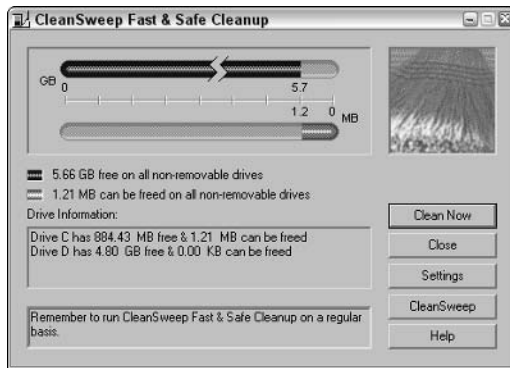 CleanSweep Fast & Safe Cleanup
GB
0
5.7
1.2 0
MB
5.66 GB free on all non-removable drives
1.21 MB can be freed on all non-removable drives
Drive Information:
Drive C has 884.43 MB free & 1.21 MB can be freed
Drive D has 4.80 GB free & 0.00 KB can be freed
Remember to run CleanSweep Fast & Safe Cleanup on a regular
basis.
Clean Now
Close
Settings
CleanSweep
Help